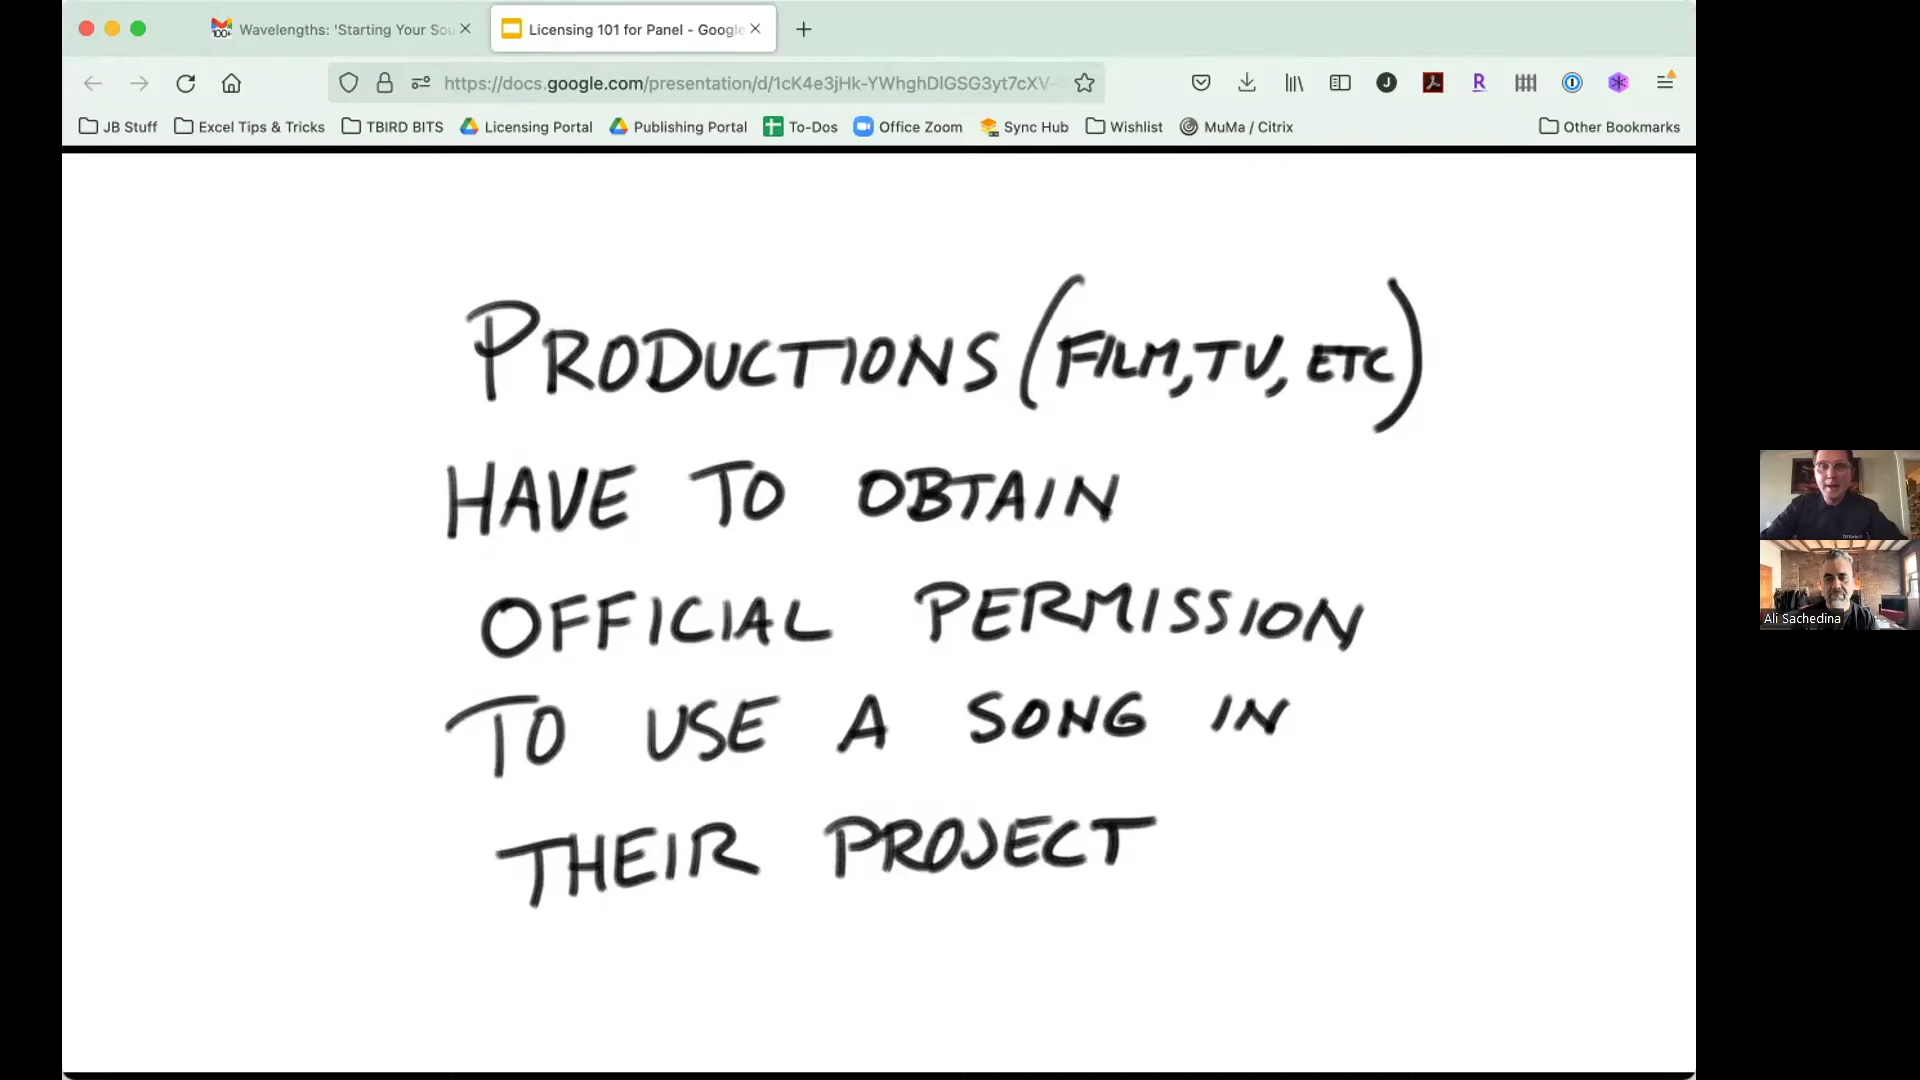 Wavelengths: 'Starting Your Sou
Licensing 101 for Panel - Google
https://docs.google.com/presentation/d/1cK4e3jHk-YWhghDlGSG3yt7cXV-
JB Stuff Excel Tips & Tricks TBIRD BITS Licensing Portal Publishing Portal To-Dos Office Zoom Sync Hub Wishlist MuMa / Citrix Other Bookmarks
PRODUCTIONS (FILM, TV, ETC)
HAVE TO OBTAIN
OFFICIAL PERMISSION
TO USE A SONG IN
THEIR PROJECT
Ali Sachedina